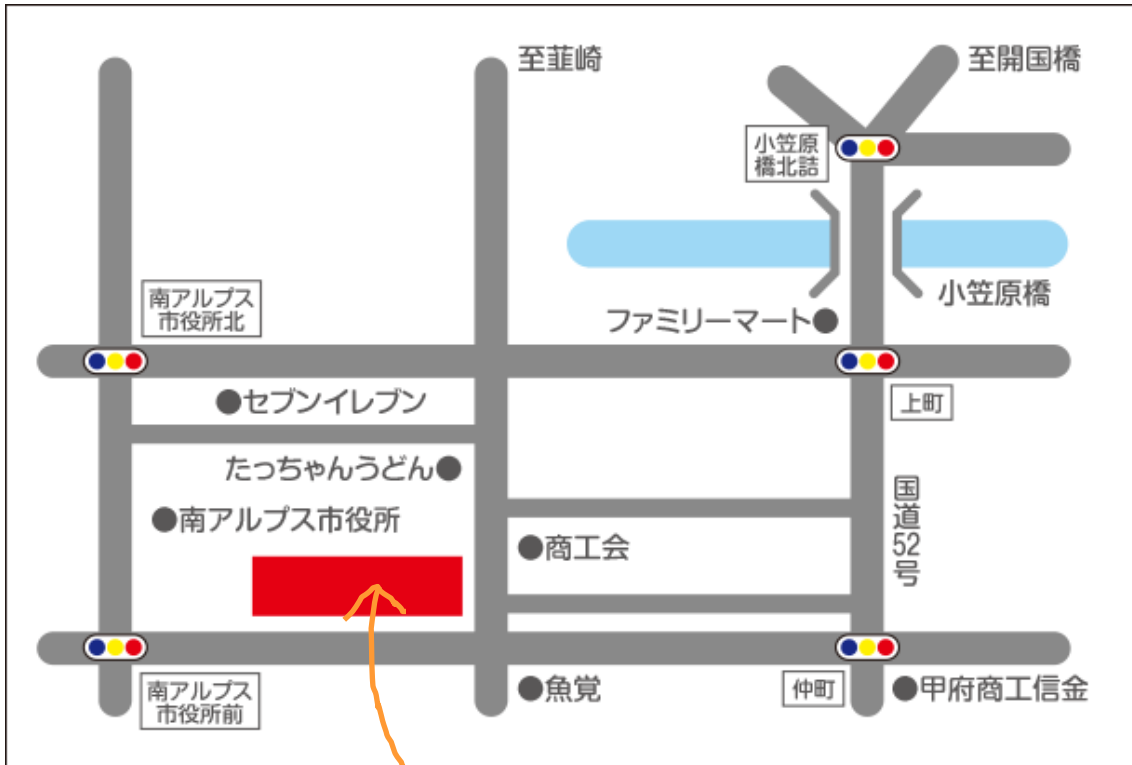 至韮崎
至開国橋
小笠原
橋北詰
南アルプス
市役所北
小笠原橋
ファミリーマート●
●セブンイレブン
上町
たっちゃんうどん●
●南アルプス市役所
国道52号
●商工会
南アルプス
市役所前
●魚覚
仲町
●甲府商工信金